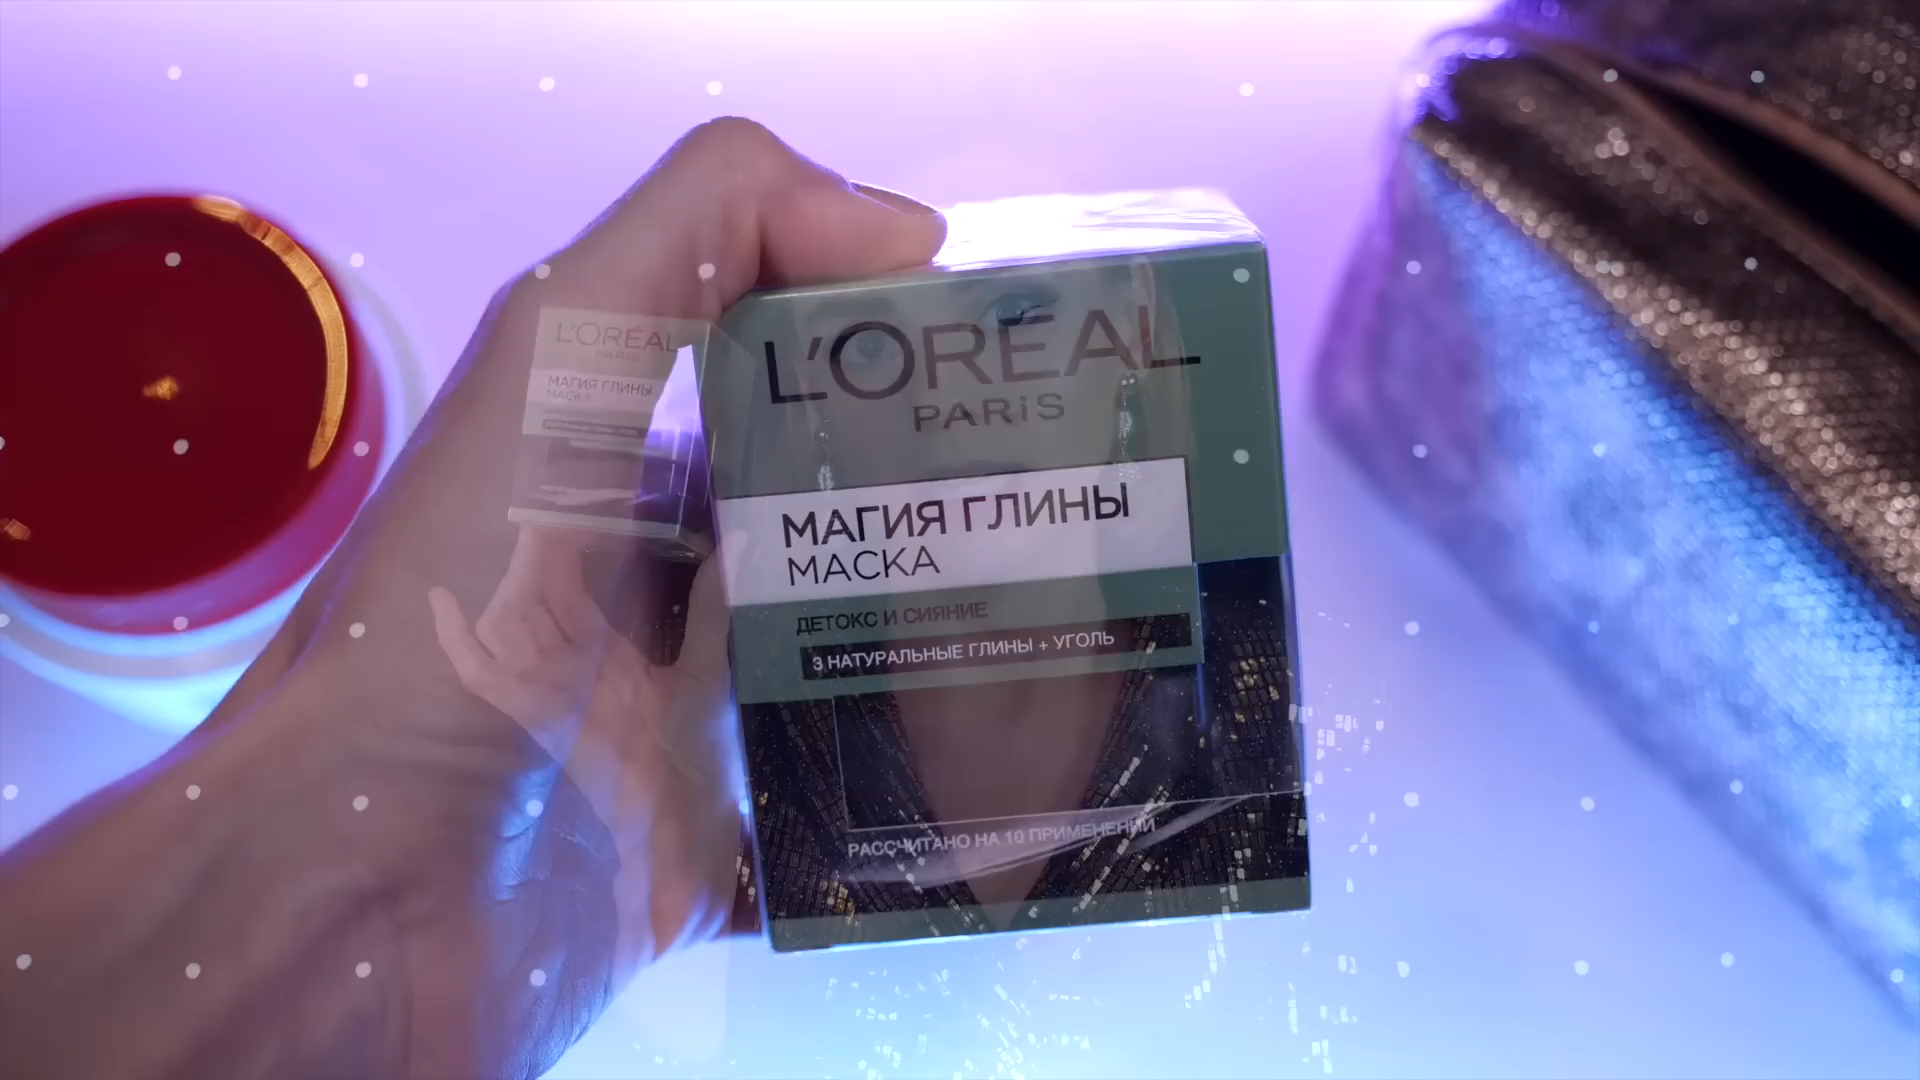 L'ORÉAL
PARiS
МАГИЯ ГЛИНЫ
МАСКА
ДЕТОКС И СИЯНИЕ
3 НАТУРАЛЬНЫЕ ГЛИНЫ + УГОЛЬ
РАССЧИТАНО НА 10 ПРИМЕНЕНИЙ
L'ORÉAL
PARIS
МАГИЯ ГЛИНЫ
МАСКА